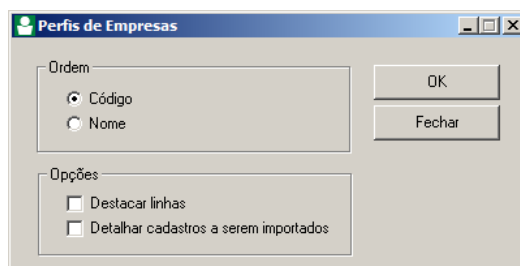 Perfis de Empresas
Ordem
Código
Nome
OK
Fechar
Opções
Destacar linhas
Detalhar cadastros a serem importados